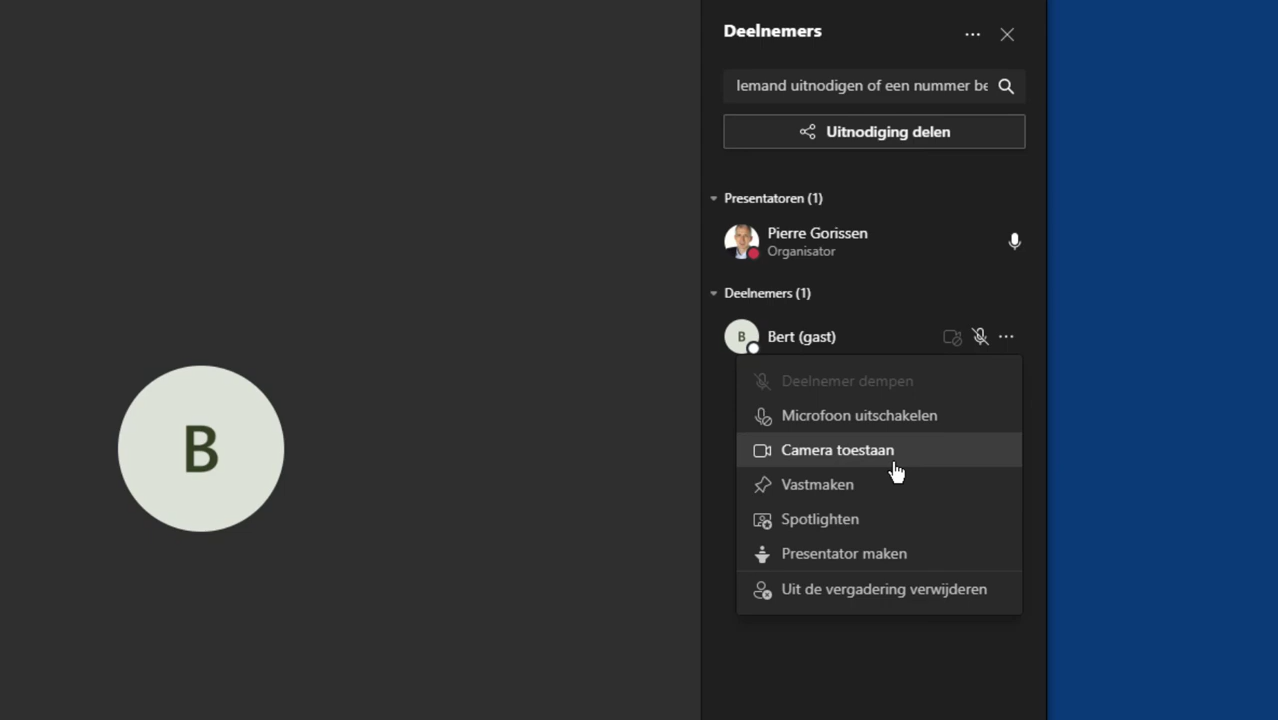 Deelnemers
Iemand uitnodigen of een nummer be
Uitnodiging delen
Presentatoren (1)
Pierre Gorissen
Organisator
Deelnemers (1)
B
Bert (gast)
Deelnemer dempen
Microfoon uitschakelen
Camera toestaan
Vastmaken
Spotlighten
Presentator maken
Uit de vergadering verwijderen
B